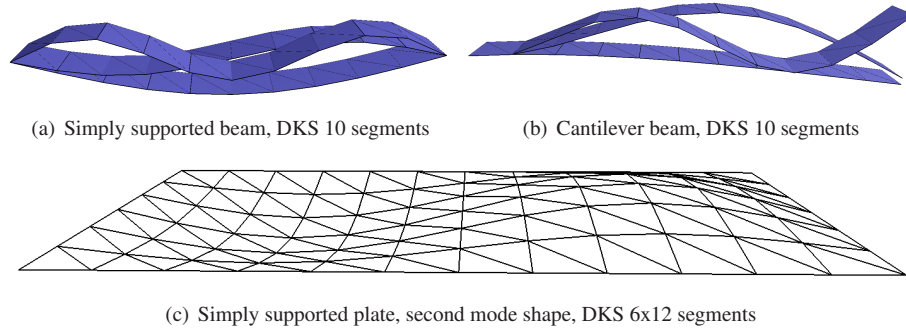 (a) Simply supported beam, DKS 10 segments
(b) Cantilever beam, DKS 10 segments
(c) Simply supported plate, second mode shape, DKS 6x12 segments